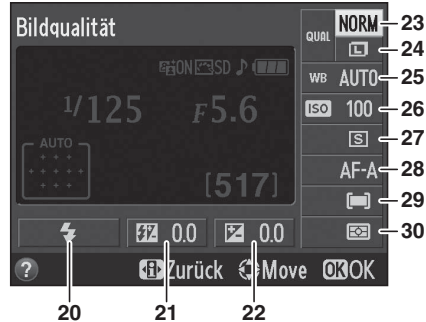 Bildqualität
QUAL NORM 23
L 24
ON SD
WB AUTO 25
1/125 F5.6
ISO 100 26
S 27
AUTO
AF-A 28
[517]
29
0.0 0.0
30
? Zurück Move OK OK
20 21 22